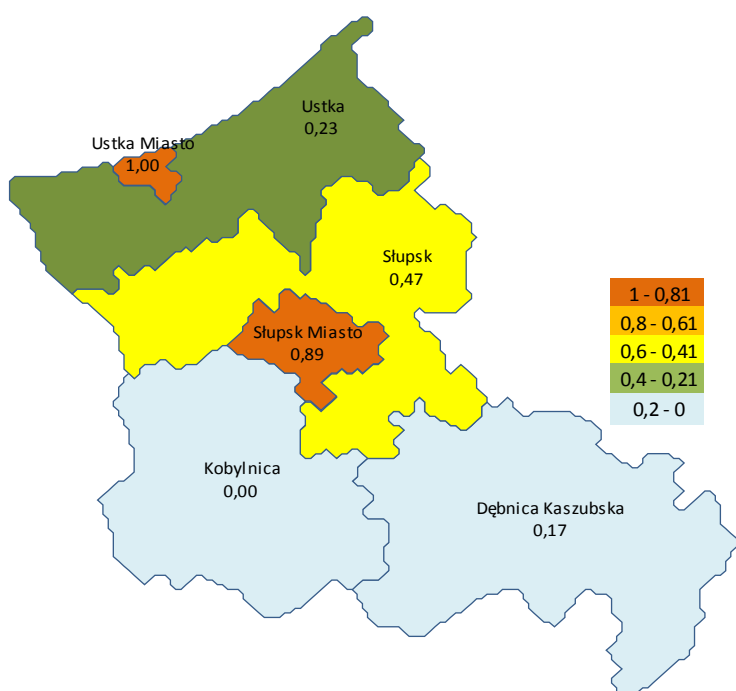 Ustka
0,23
Ustka Miasto
1,00
Słupsk
0,47
Słupsk Miasto
0,89
Kobylnica
0,00
Dębnica Kaszubska
0,17
1 - 0,81
0,8 - 0,61
0,6 - 0,41
0,4 - 0,21
0,2 - 0